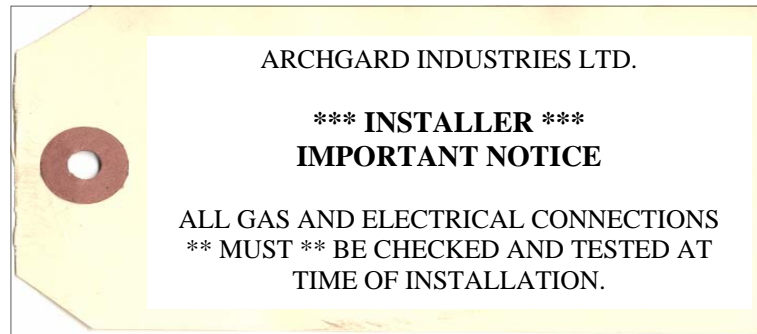 ARCHGARD INDUSTRIES LTD.
*** INSTALLER ***
IMPORTANT NOTICE
ALL GAS AND ELECTRICAL CONNECTIONS
** MUST ** BE CHECKED AND TESTED AT
TIME OF INSTALLATION.